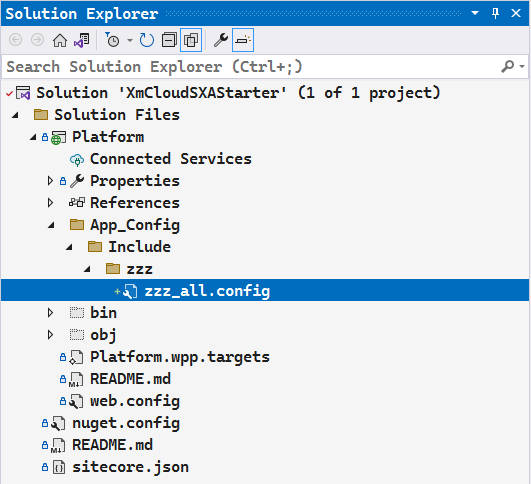 Solution Explorer
Search Solution Explorer (Ctrl+;)
Solution 'XmCloudSXAStarter' (1 of 1 project)
Solution Files
Platform
Connected Services
Properties
References
App_Config
Include
zzz
zzz_all.config
bin
obj
Platform.wpp.targets
README.md
web.config
nuget.config
README.md
sitecore.json